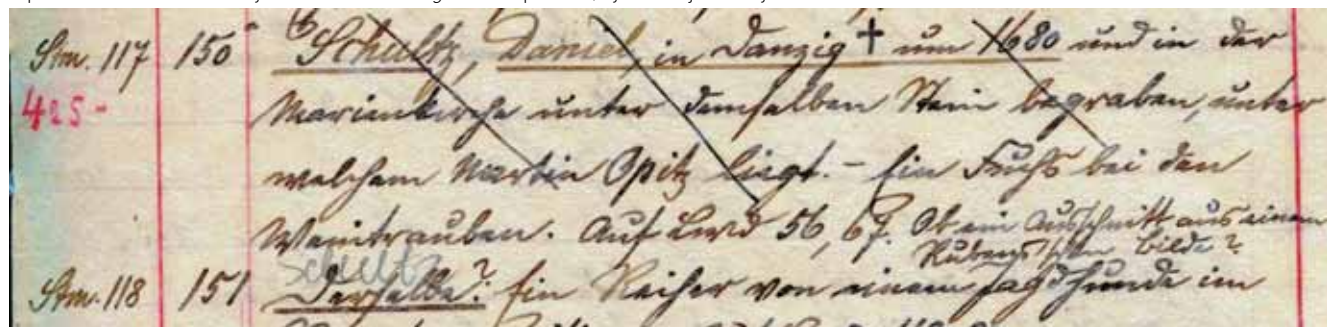 Stm. 117 150 Schultz, Daniel, in Danzig † um 1680 und in der
425- Marienkirche unter demselben Stein begraben, unter
welchem Martin Opitz liegt. - Ein Fuchs bei den
Weintrauben. Auf Lwd 56, 67. Ob ein Ausschnitt aus einem
Rubens'schen Bilde?
Schultz
Stm. 118 151 Derselbe? Ein Reiher von einem Jagdhunde im